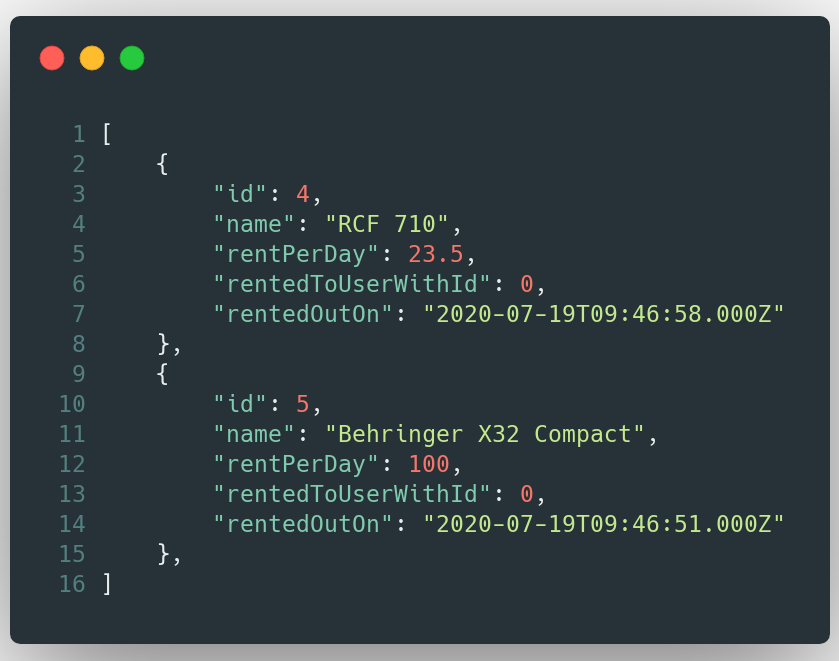 1 [
2     {
3         "id": 4,
4         "name": "RCF 710",
5         "rentPerDay": 23.5,
6         "rentedToUserWithId": 0,
7         "rentedOutOn": "2020-07-19T09:46:58.000Z"
8     },
9     {
10         "id": 5,
11         "name": "Behringer X32 Compact",
12         "rentPerDay": 100,
13         "rentedToUserWithId": 0,
14         "rentedOutOn": "2020-07-19T09:46:51.000Z"
15     },
16 ]